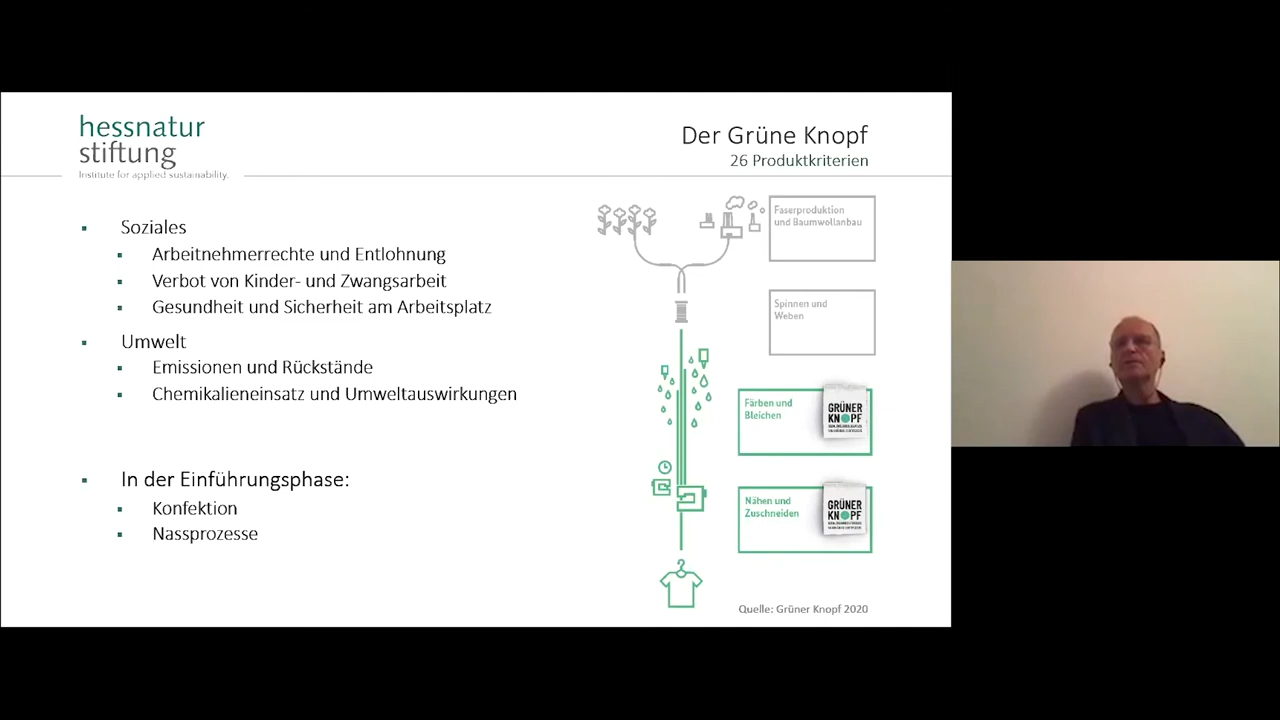 hessnatur
stiftung
Institute for applied sustainability.
Der Grüne Knopf
26 Produktkriterien
Soziales
Arbeitnehmerrechte und Entlohnung
Verbot von Kinder- und Zwangsarbeit
Gesundheit und Sicherheit am Arbeitsplatz
Umwelt
Emissionen und Rückstände
Chemikalieneinsatz und Umweltauswirkungen
In der Einführungsphase:
Konfektion
Nassprozesse
Faserproduktion
und Baumwollanbau
Spinnen und
Weben
Färben und
Bleichen
GRÜNER
KNOPF
Nähen und
Zuschneiden
GRÜNER
KNOPF
Quelle: Grüner Knopf 2020